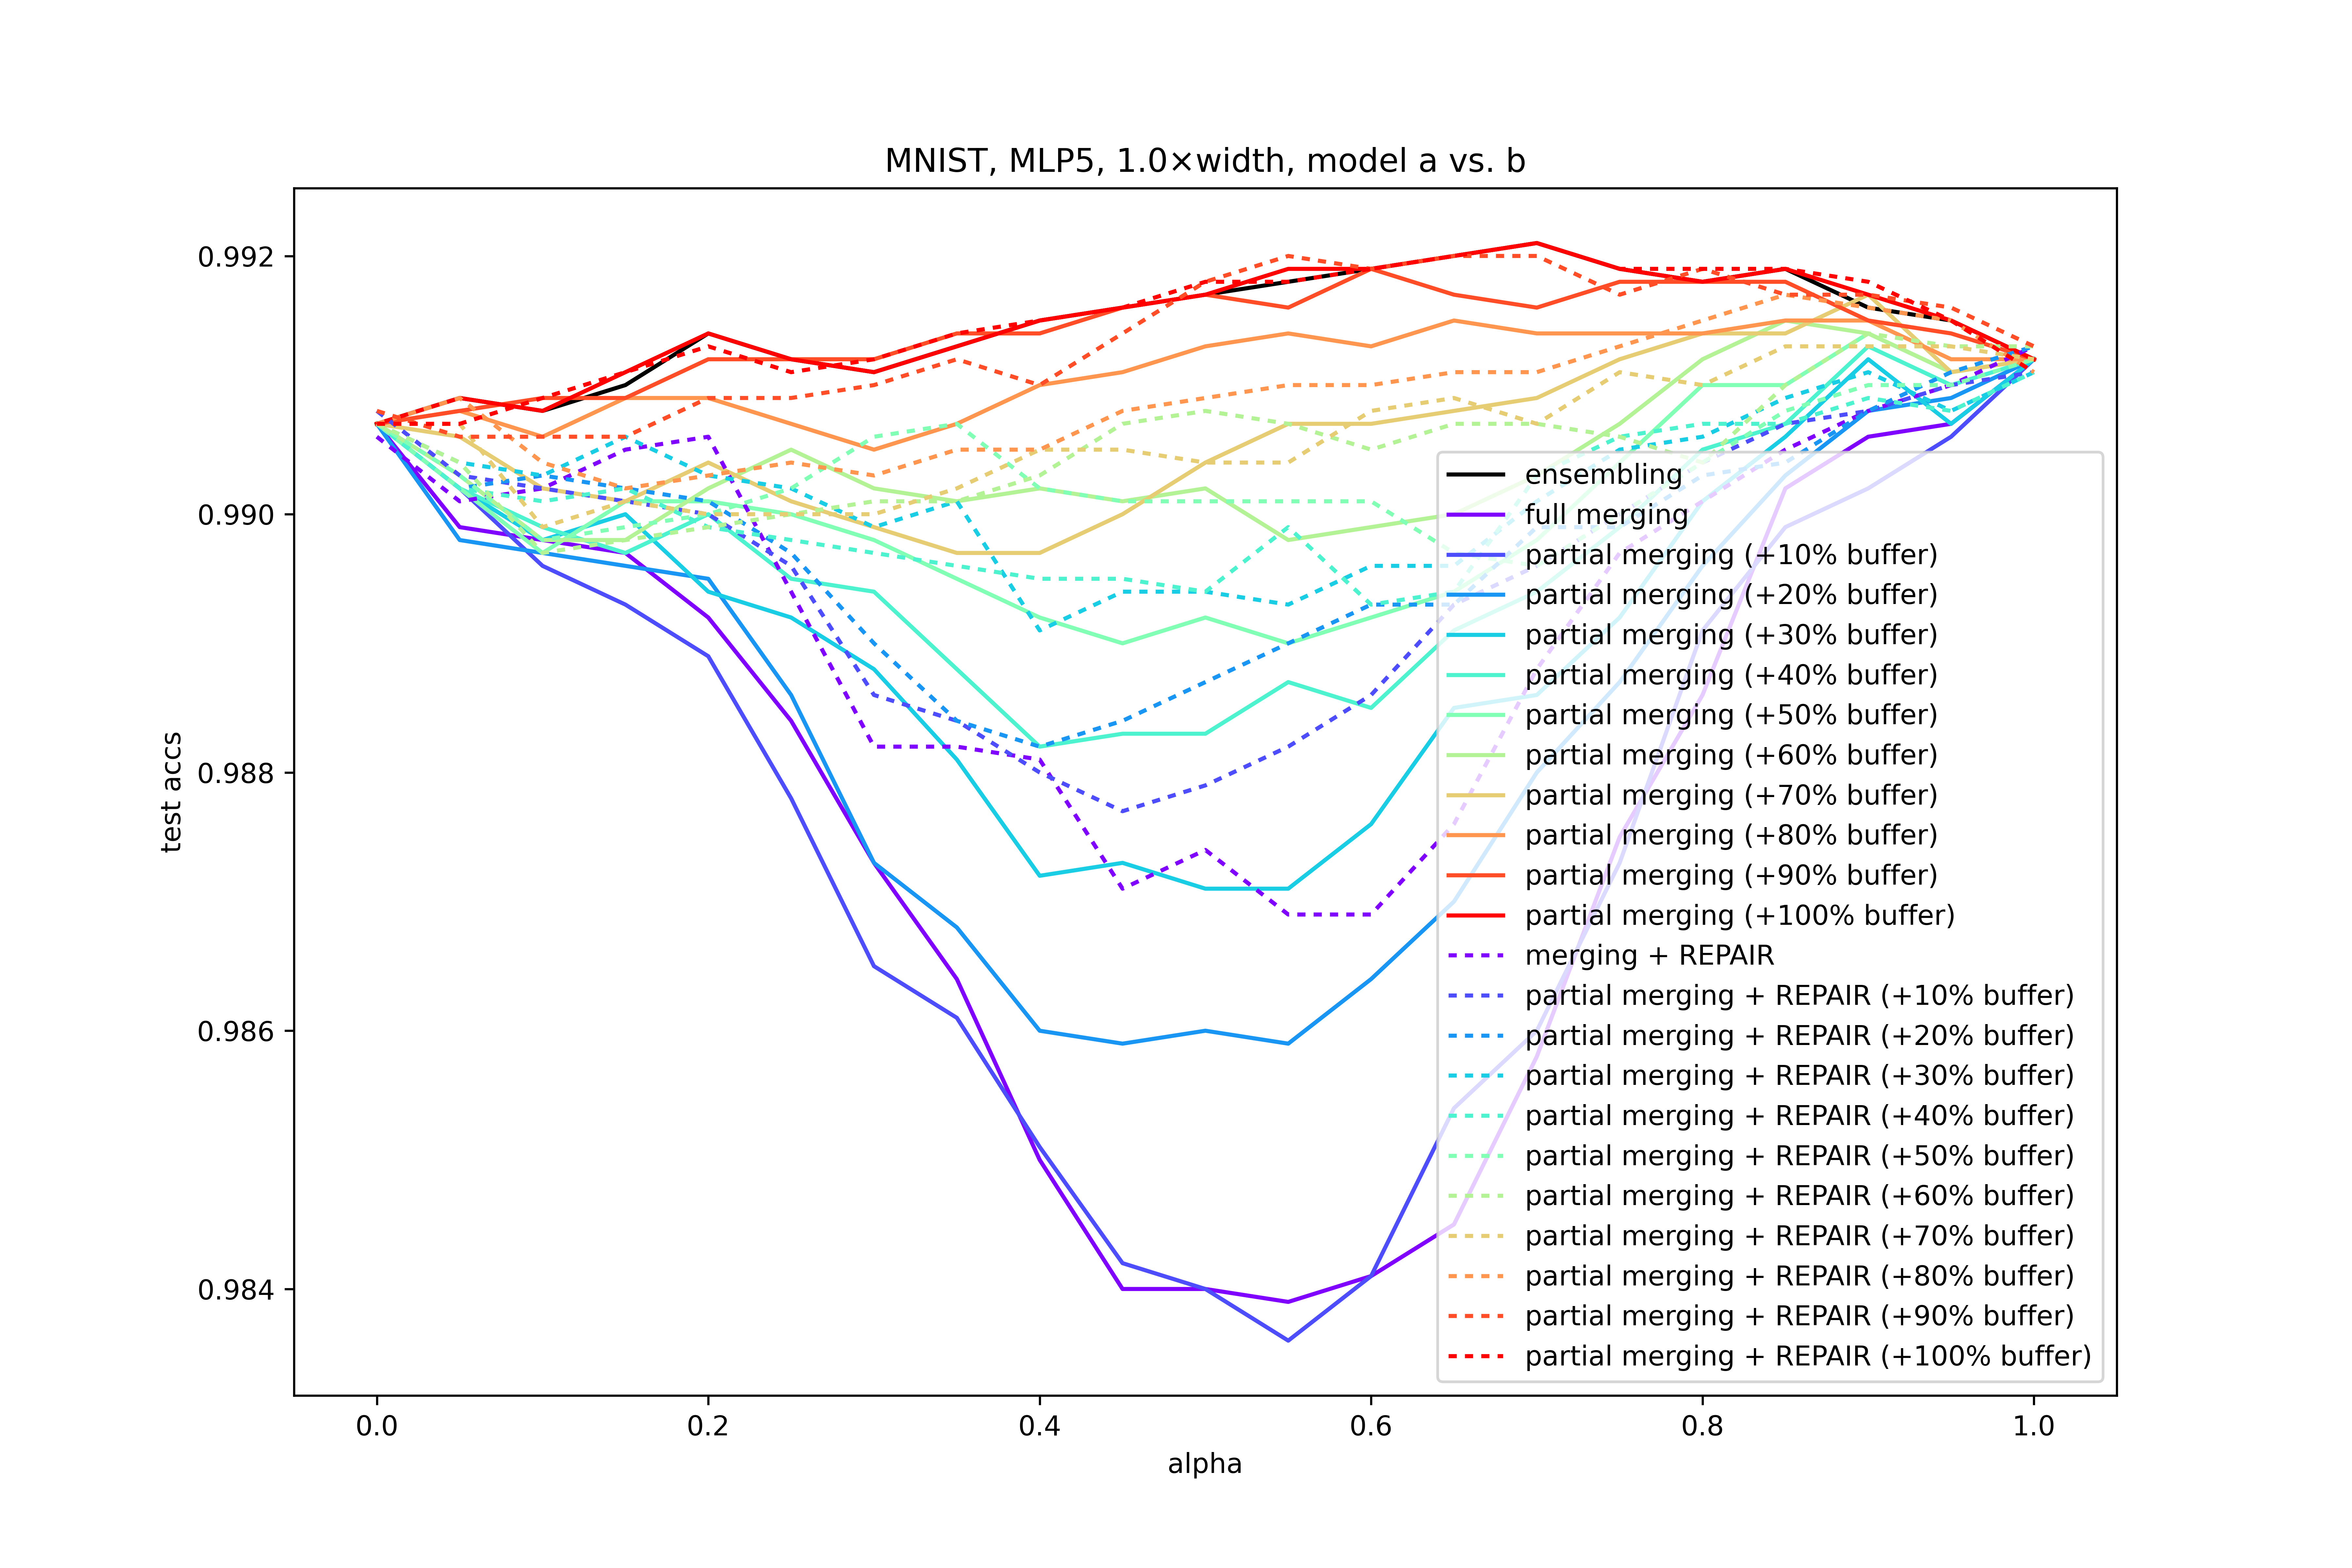 MNIST, MLP5, 1.0×width, model a vs. b
test accs
0.992
0.990
0.988
0.986
0.984
ensembling
full merging
partial merging (+10% buffer)
partial merging (+20% buffer)
partial merging (+30% buffer)
partial merging (+40% buffer)
partial merging (+50% buffer)
partial merging (+60% buffer)
partial merging (+70% buffer)
partial merging (+80% buffer)
partial merging (+90% buffer)
partial merging (+100% buffer)
merging + REPAIR
partial merging + REPAIR (+10% buffer)
partial merging + REPAIR (+20% buffer)
partial merging + REPAIR (+30% buffer)
partial merging + REPAIR (+40% buffer)
partial merging + REPAIR (+50% buffer)
partial merging + REPAIR (+60% buffer)
partial merging + REPAIR (+70% buffer)
partial merging + REPAIR (+80% buffer)
partial merging + REPAIR (+90% buffer)
partial merging + REPAIR (+100% buffer)
0.0 0.2 0.4 0.6 0.8 1.0
alpha